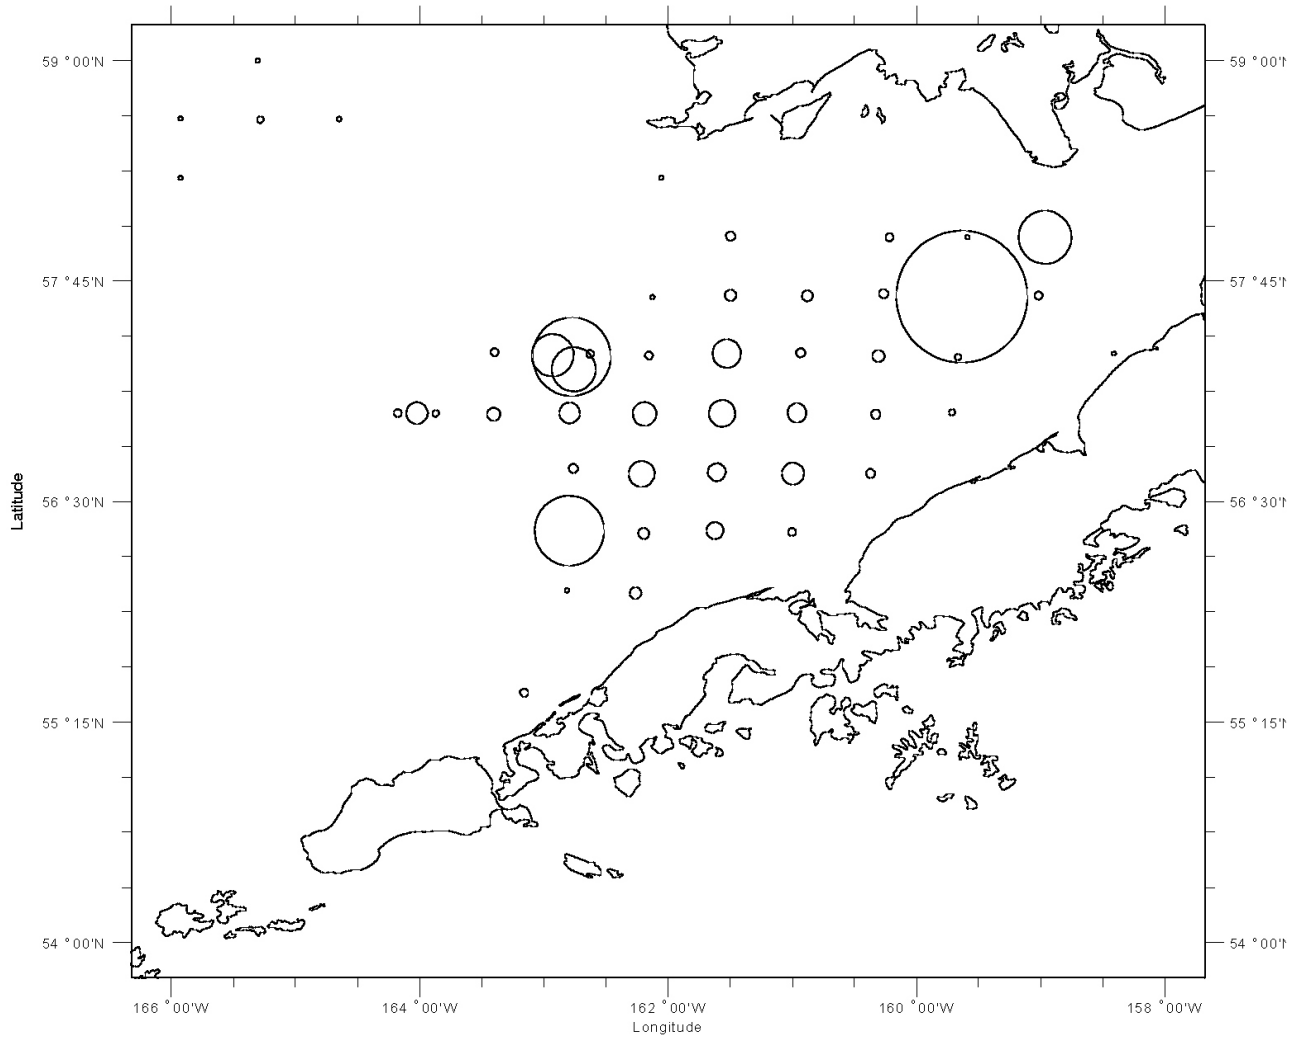 59 °00'N 59 °00'N
57 °45'N 57 °45'N
56 °30'N 56 °30'N
Latitude
55 °15'N 55 °15'N
54 °00'N 54 °00'N
166 °00'W 164 °00'W 162 °00'W 160 °00'W 158 °00'W
Longitude